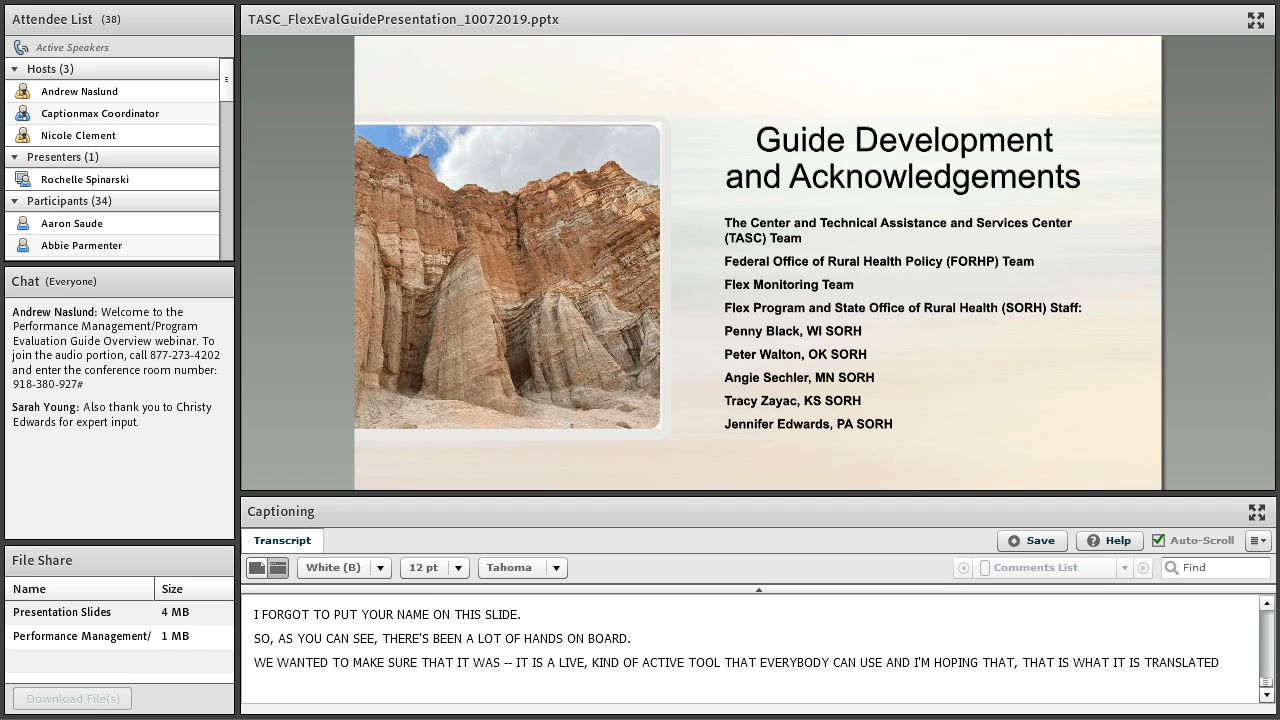 Attendee List (38)
Active Speakers
Hosts (3)
Andrew Naslund
Captionmax Coordinator
Nicole Clement
Presenters (1)
Rochelle Spinarski
Participants (34)
Aaron Saude
Abbie Parmenter
Chat (Everyone)
Andrew Naslund: Welcome to the
Performance Management/Program
Evaluation Guide Overview webinar. To
join the audio portion, call 877-273-4202
and enter the conference room number:
918-380-927#
Sarah Young: Also thank you to Christy
Edwards for expert input.
File Share
Name Size
Presentation Slides 4 MB
Performance Management/ 1 MB
Download File(s)
TASC_FlexEvalGuidePresentation_10072019.pptx
Guide Development
and Acknowledgements
The Center and Technical Assistance and Services Center
(TASC) Team
Federal Office of Rural Health Policy (FORHP) Team
Flex Monitoring Team
Flex Program and State Office of Rural Health (SORH) Staff:
Penny Black, WI SORH
Peter Walton, OK SORH
Angie Sechler, MN SORH
Tracy Zayac, KS SORH
Jennifer Edwards, PA SORH
Captioning
Transcript Save Help Auto-Scroll
White (B) 12 pt Tahoma Comments List Find
I FORGOT TO PUT YOUR NAME ON THIS SLIDE.
SO, AS YOU CAN SEE, THERE'S BEEN A LOT OF HANDS ON BOARD.
WE WANTED TO MAKE SURE THAT IT WAS -- IT IS A LIVE, KIND OF ACTIVE TOOL THAT EVERYBODY CAN USE AND I'M HOPING THAT, THAT IS WHAT IT IS TRANSLATED